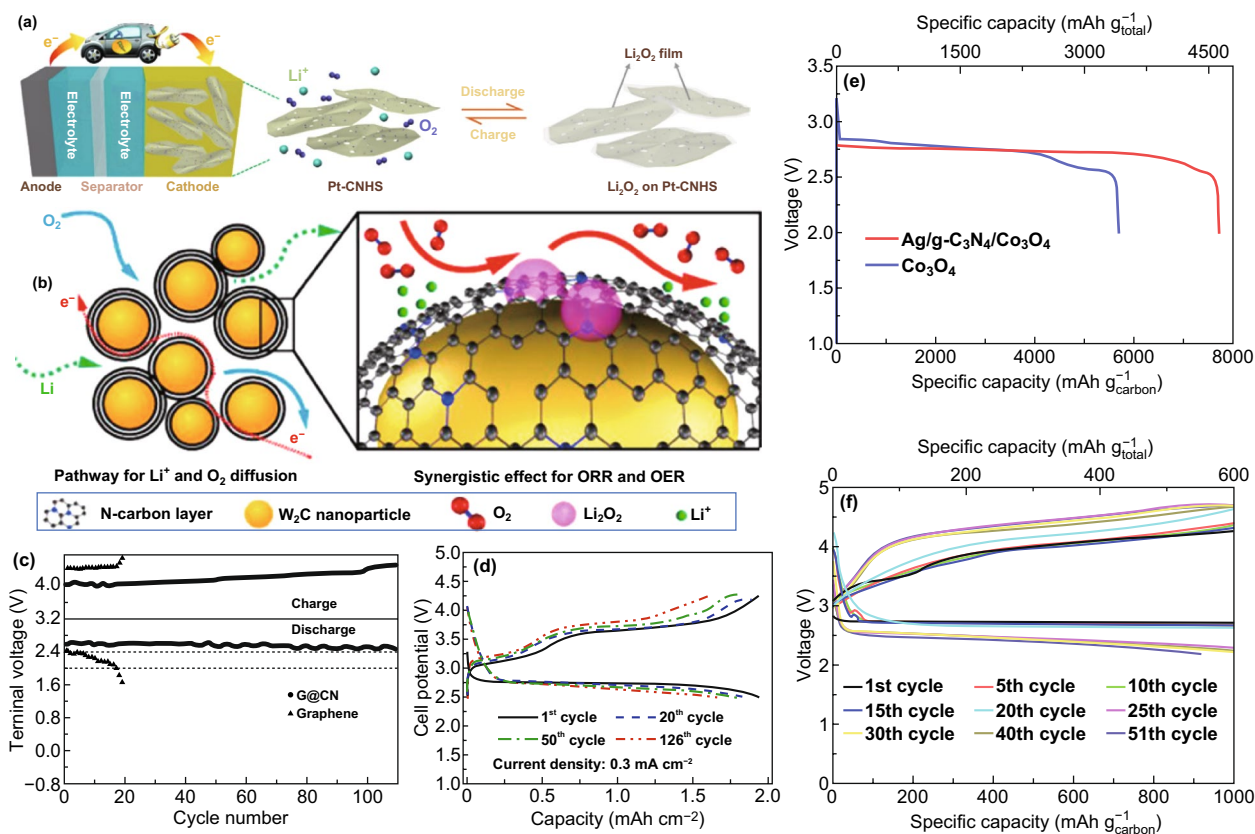 (a)
e⁻
e⁻
Electrolyte
Electrolyte
Anode
Separator
Cathode
Li⁺
O₂
Pt-CNHS
Discharge
Charge
Li₂O₂ film
Li₂O₂ on Pt-CNHS
(b)
O₂
e⁻
Li
e⁻
Pathway for Li⁺ and O₂ diffusion
Synergistic effect for ORR and OER
N-carbon layer
W₂C nanoparticle
O₂
Li₂O₂
Li⁺
(c)
Terminal voltage (V)
4.0
3.2
2.4
1.6
0.8
0.0
−0.8
Charge
Discharge
G@CN
Graphene
0 20 40 60 80 100
Cycle number
(d)
Cell potential (V)
5.0
4.5
4.0
3.5
3.0
2.5
2.0
1.5
1.0
1ˢᵗ cycle 20ᵗʰ cycle
50ᵗʰ cycle 126ᵗʰ cycle
Current density: 0.3 mA cm⁻²
0 0.5 1.0 1.5 2.0
Capacity (mAh cm⁻²)
Specific capacity (mAh g⁻¹total)
0 1500 3000 4500
(e)
Voltage (V)
3.5
3.0
2.5
2.0
1.5
1.0
Ag/g-C₃N₄/Co₃O₄
Co₃O₄
0 2000 4000 6000 8000
Specific capacity (mAh g⁻¹carbon)
Specific capacity (mAh g⁻¹total)
0 200 400 600
(f)
Voltage (V)
5
4
3
2
1
0
1st cycle 5th cycle 10th cycle
15th cycle 20th cycle 25th cycle
30th cycle 40th cycle 51th cycle
0 200 400 600 800 1000
Specific capacity (mAh g⁻¹carbon)